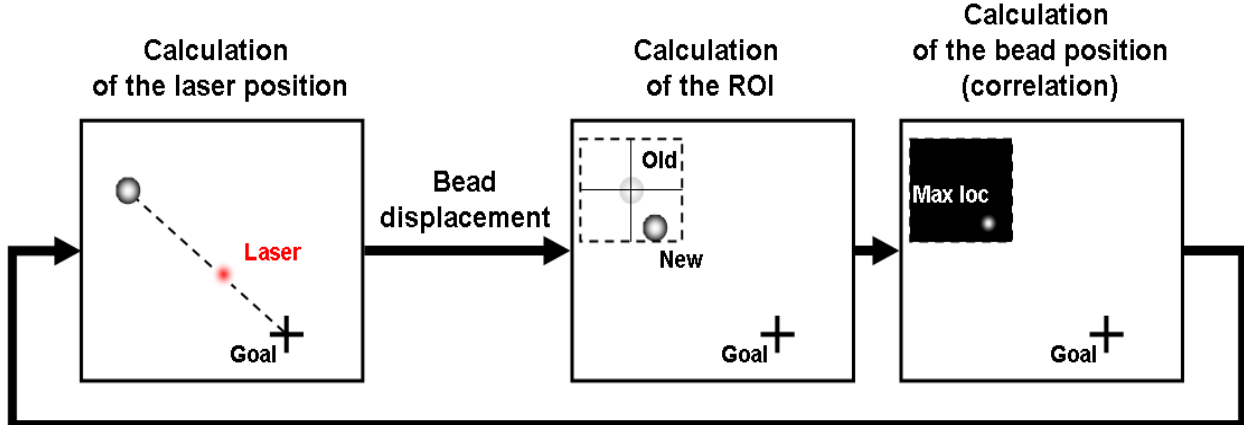 Calculation
of the laser position
Laser
Goal
Bead
displacement
Calculation
of the ROI
Old
New
Goal
Calculation
of the bead position
(correlation)
Max loc
Goal